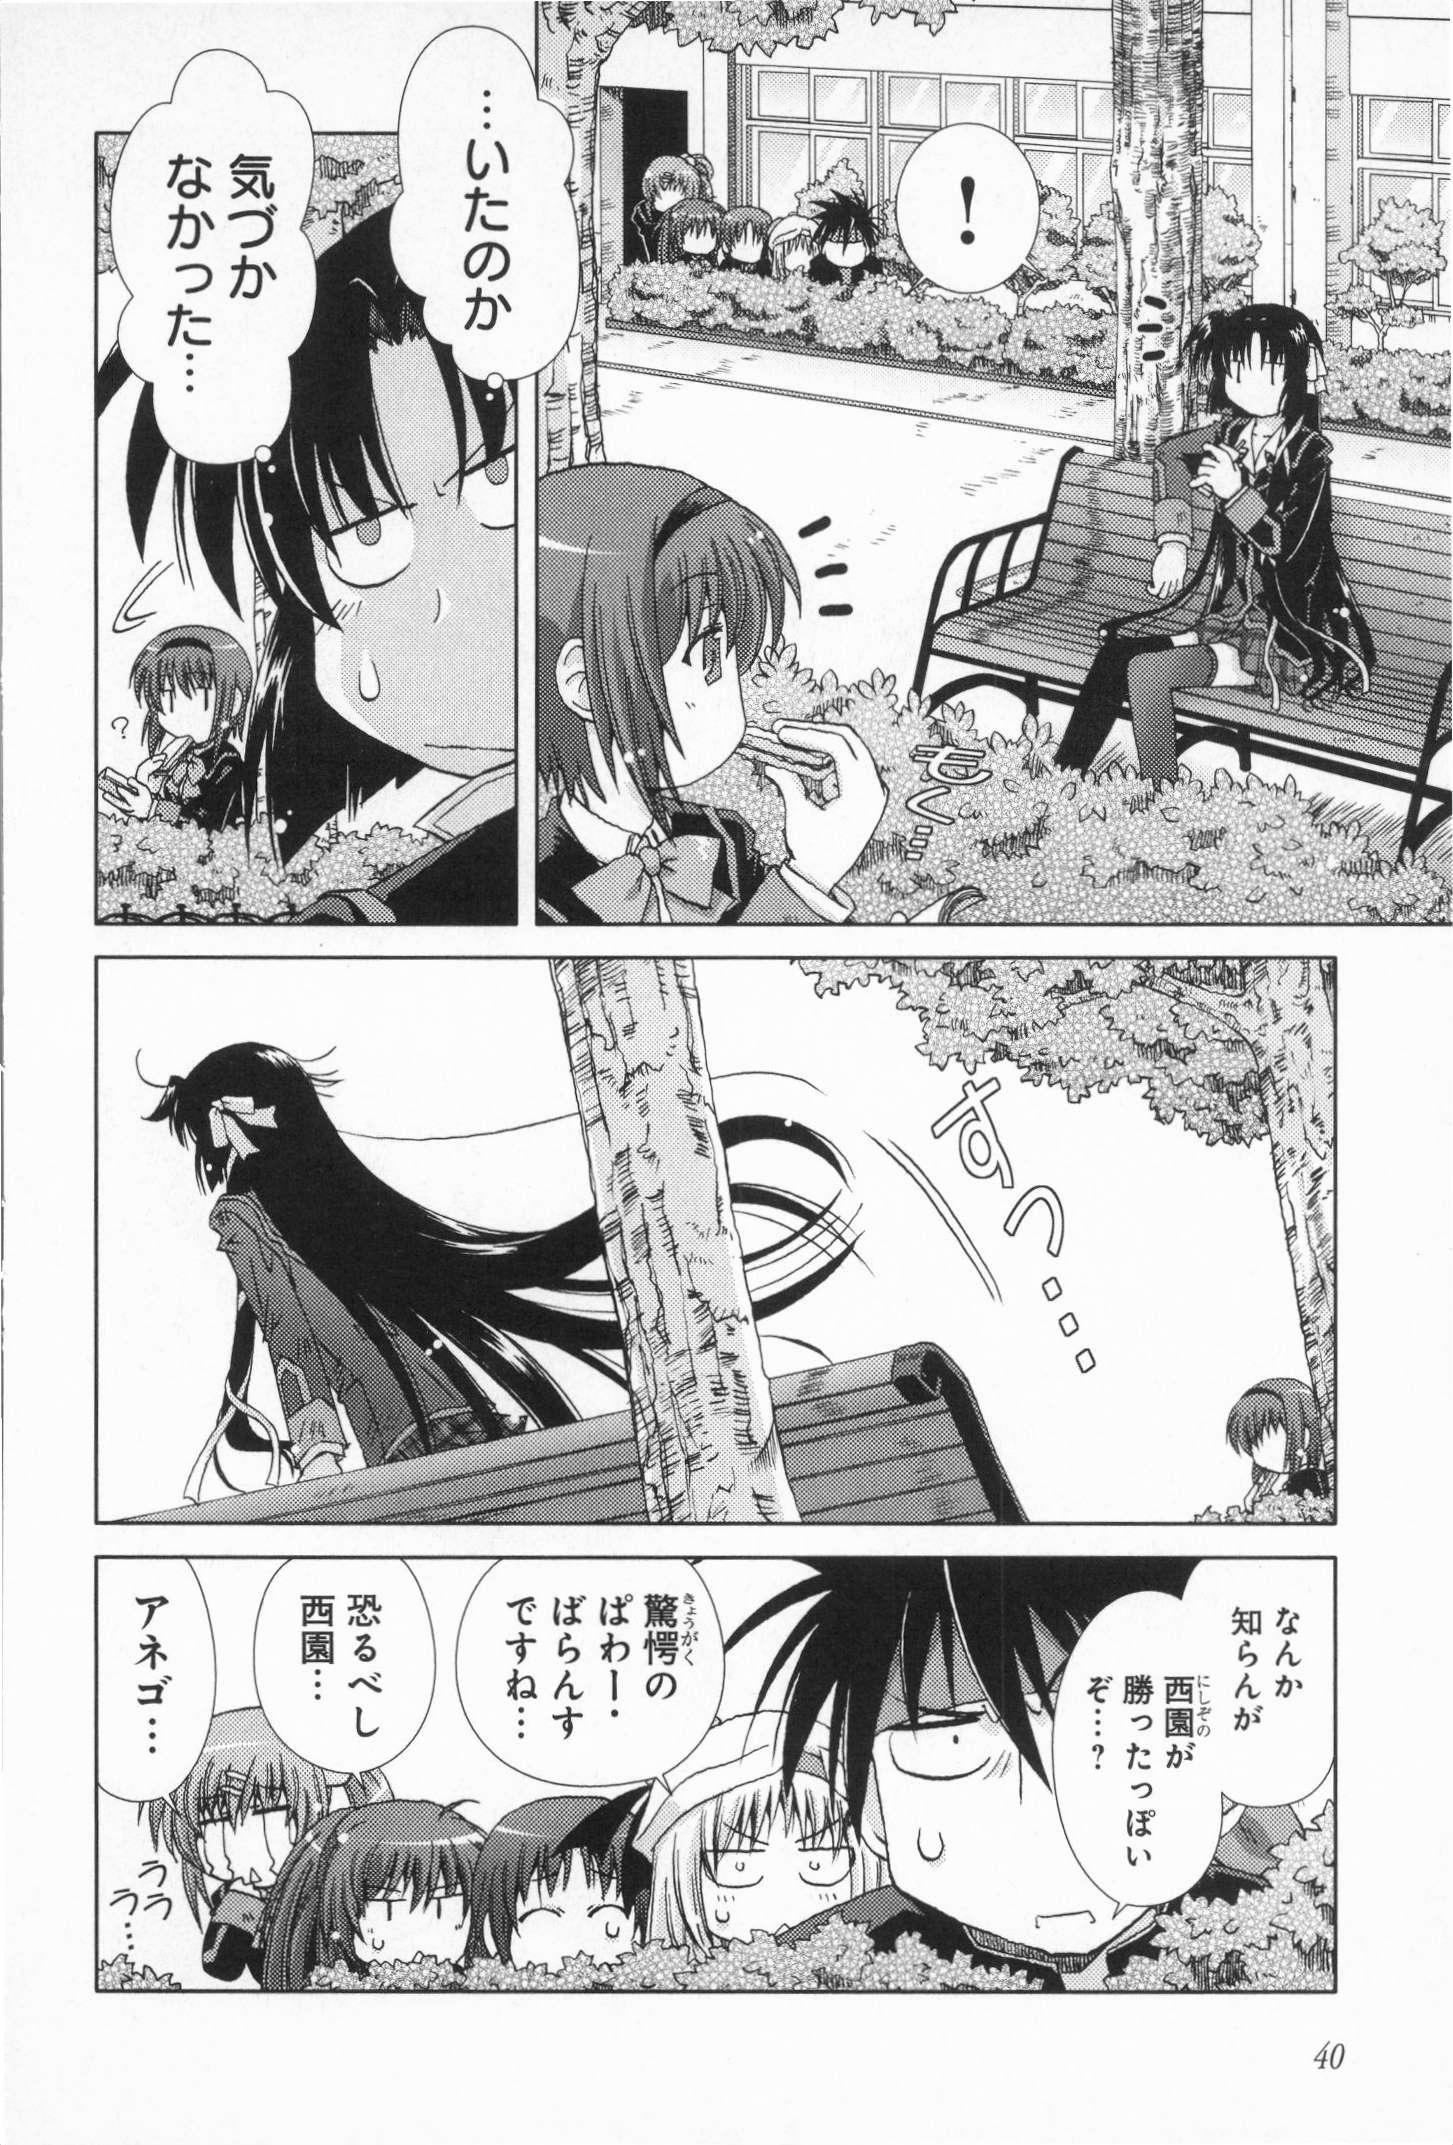 ！
もく…
…いたのか
気づか
なかった…
？
すっ…
なんか
知らんが
西園が
にしぞの
勝ったっぽい
ぞ…？
驚愕の
きょうがく
ぱわー・
ばらんす
ですね…
恐るべし
西園…
アネゴ…
ララ
ララ…
40